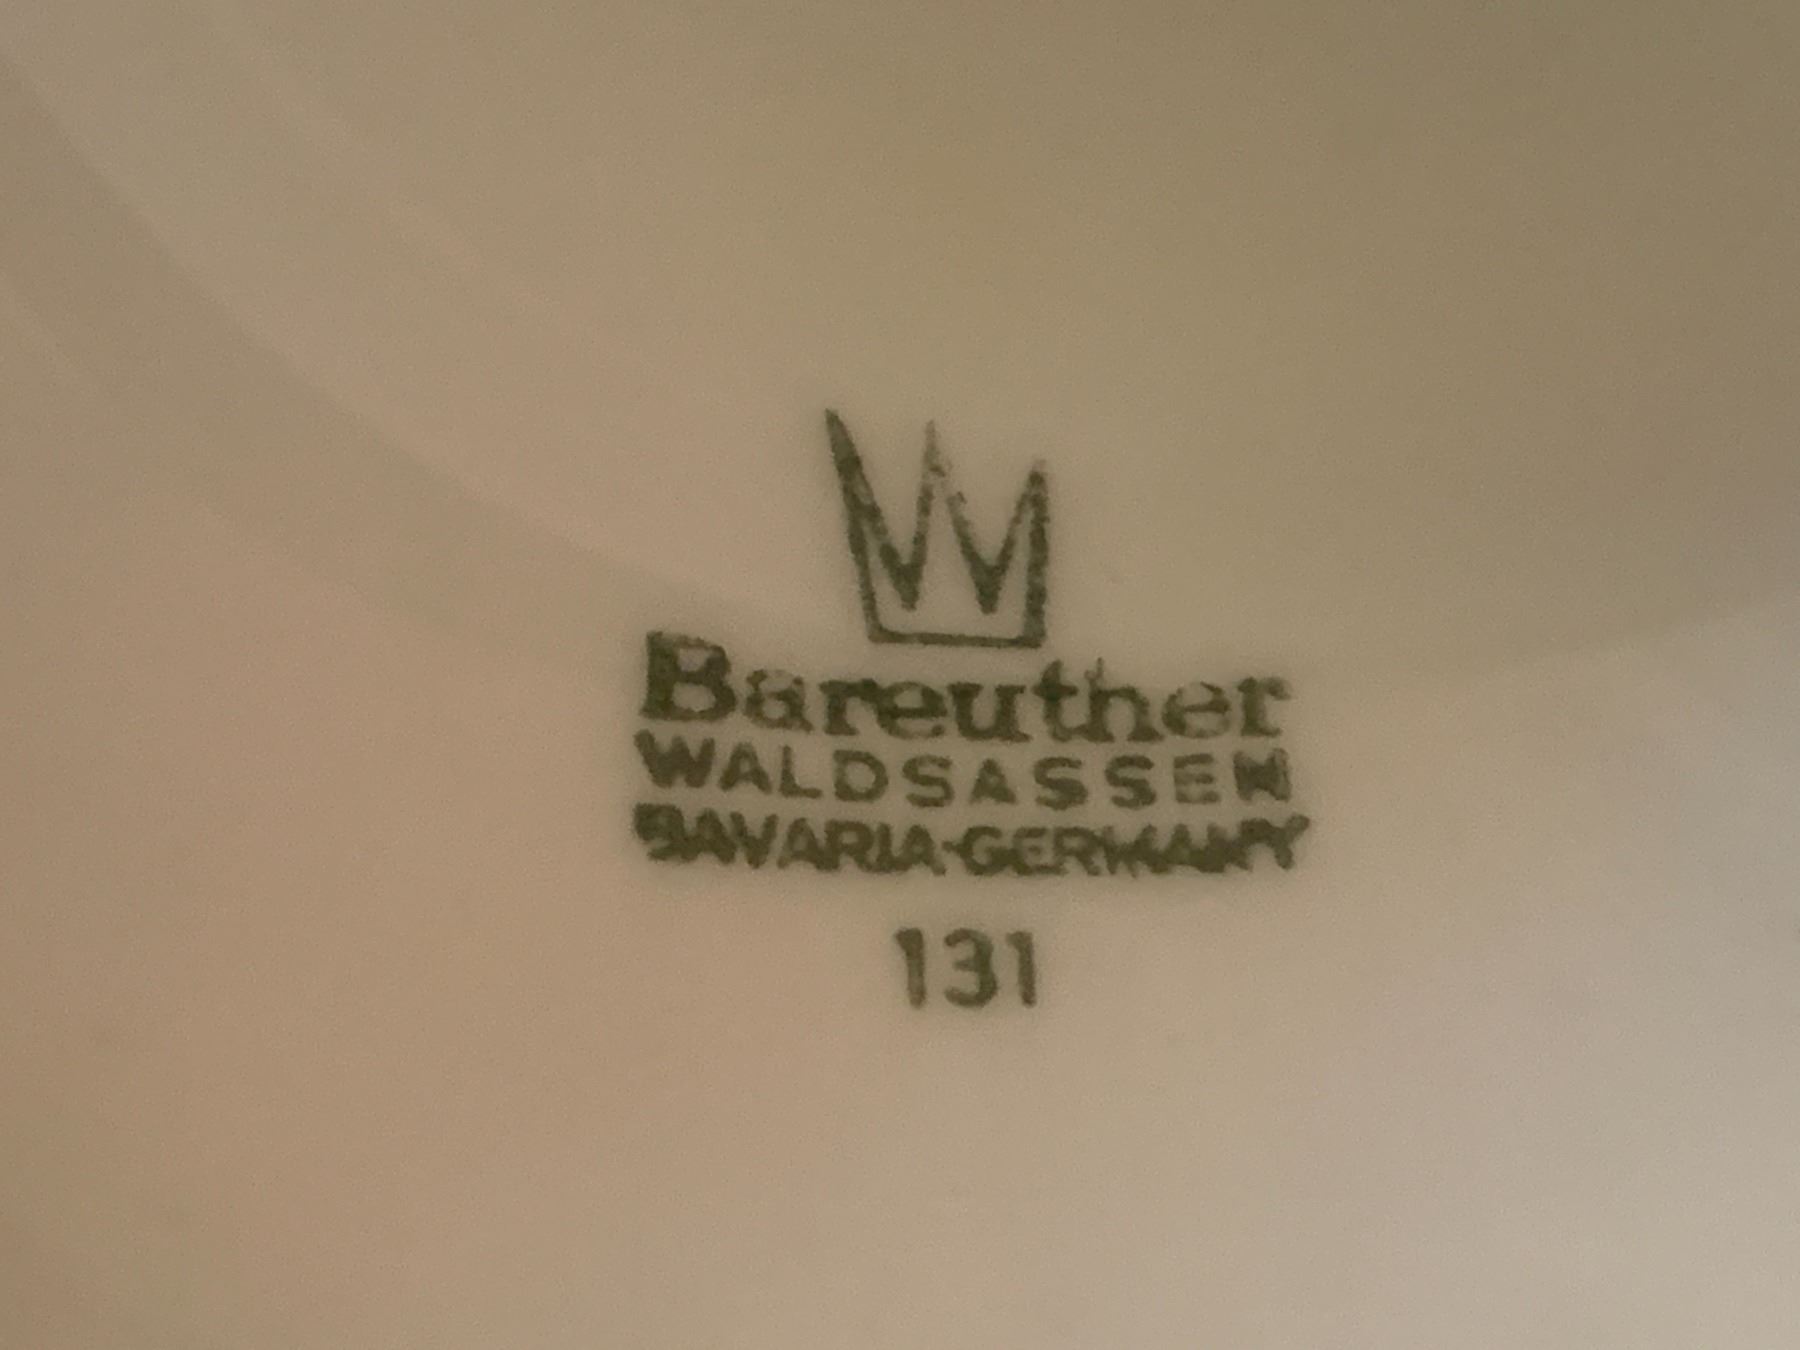 Bareuther
WALDSASSEN
BAVARIA-GERMANY
131